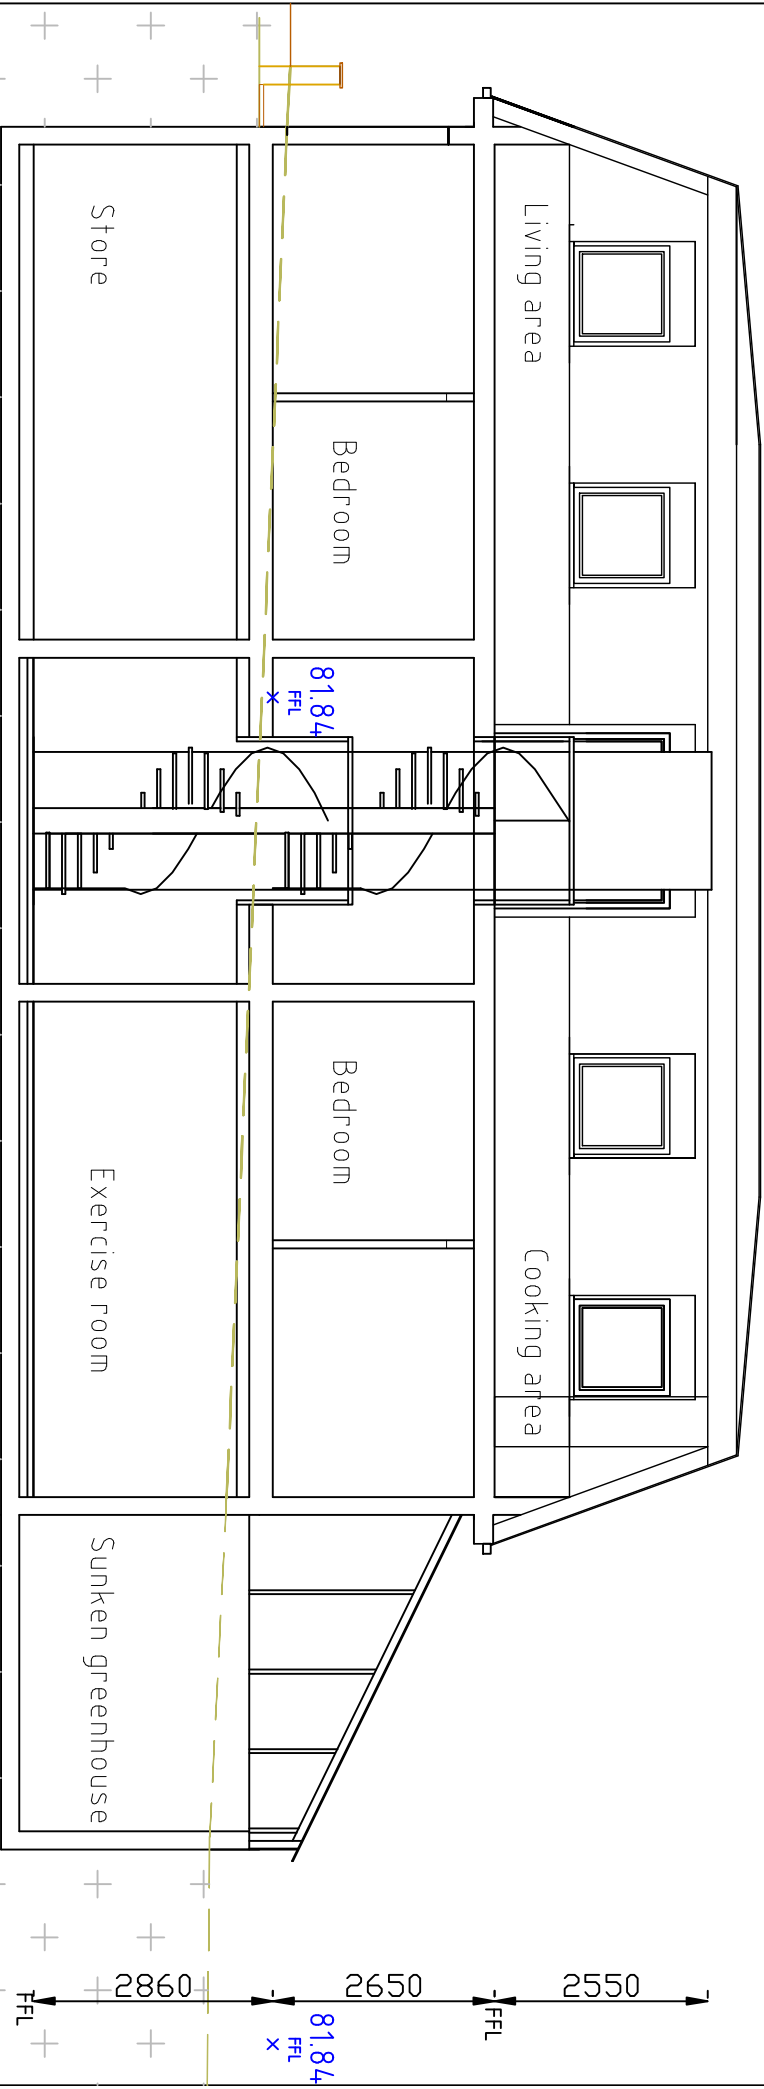 Living area
Cooking area
Bedroom
Bedroom
81.84
FFL
Store
Exercise room
Sunken greenhouse
2550
FFL
2650
81.84
FFL
2860
FFL